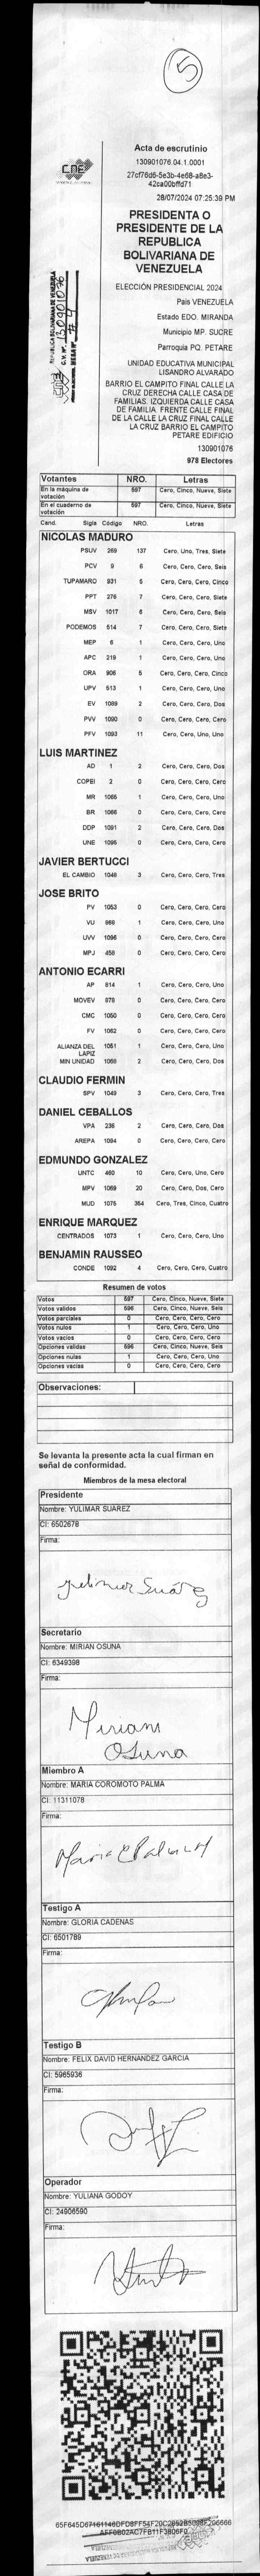 5
Acta de escrutinio
130901076.04.1.0001
27cf76d6-5e3b-4e68-a8e3-
42ca00bffd71
28/07/2024 07:25:39 PM
CNE
PRESIDENTA O
PRESIDENTE DE LA
REPUBLICA
BOLIVARIANA DE
VENEZUELA
ELECCIÓN PRESIDENCIAL 2024
País VENEZUELA
Estado EDO. MIRANDA
Municipio MP. SUCRE
Parroquia PQ. PETARE
UNIDAD EDUCATIVA MUNICIPAL
LISANDRO ALVARADO
BARRIO EL CAMPITO FINAL CALLE LA
CRUZ DERECHA CALLE CASA DE
FAMILIAS. IZQUIERDA CALLE CASA
DE FAMILIA FRENTE CALLE FINAL
DE LA CALLE LA CRUZ FINAL CALLE
LA CRUZ BARRIO EL CAMPITO
PETARE EDIFICIO
130901076
978 Electores
REPUBLICA BOLIVARIANA DE VENEZUELA
C.V. Nº. 130901076
MESA Nº. # 4
Votantes NRO. Letras
En la máquina de votación 597 Cero, Cinco, Nueve, Siete
En el cuaderno de votación 597 Cero, Cinco, Nueve, Siete
Cand. Sigla Código NRO. Letras
NICOLAS MADURO
PSUV 269 137 Cero, Uno, Tres, Siete
PCV 9 6 Cero, Cero, Cero, Seis
TUPAMARO 931 5 Cero, Cero, Cero, Cinco
PPT 276 7 Cero, Cero, Cero, Siete
MSV 1017 6 Cero, Cero, Cero, Seis
PODEMOS 514 7 Cero, Cero, Cero, Siete
MEP 6 1 Cero, Cero, Cero, Uno
APC 219 1 Cero, Cero, Cero, Uno
ORA 906 5 Cero, Cero, Cero, Cinco
UPV 513 1 Cero, Cero, Cero, Uno
EV 1089 2 Cero, Cero, Cero, Dos
PVV 1090 0 Cero, Cero, Cero, Cero
PFV 1093 11 Cero, Cero, Uno, Uno
LUIS MARTINEZ
AD 1 2 Cero, Cero, Cero, Dos
COPEI 2 0 Cero, Cero, Cero, Cero
MR 1065 1 Cero, Cero, Cero, Uno
BR 1066 0 Cero, Cero, Cero, Cero
DDP 1091 2 Cero, Cero, Cero, Dos
UNE 1095 0 Cero, Cero, Cero, Cero
JAVIER BERTUCCI
EL CAMBIO 1048 3 Cero, Cero, Cero, Tres
JOSE BRITO
PV 1053 0 Cero, Cero, Cero, Cero
VU 868 1 Cero, Cero, Cero, Uno
UVV 1096 0 Cero, Cero, Cero, Cero
MPJ 458 0 Cero, Cero, Cero, Cero
ANTONIO ECARRI
AP 814 1 Cero, Cero, Cero, Uno
MOVEV 878 0 Cero, Cero, Cero, Cero
CMC 1050 0 Cero, Cero, Cero, Cero
FV 1062 0 Cero, Cero, Cero, Cero
ALIANZA DEL LAPIZ 1051 1 Cero, Cero, Cero, Uno
MIN UNIDAD 1069 2 Cero, Cero, Cero, Dos
CLAUDIO FERMIN
SPV 1049 3 Cero, Cero, Cero, Tres
DANIEL CEBALLOS
VPA 236 2 Cero, Cero, Cero, Dos
AREPA 1094 0 Cero, Cero, Cero, Cero
EDMUNDO GONZALEZ
UNTC 460 10 Cero, Cero, Uno, Cero
MPV 1069 20 Cero, Cero, Dos, Cero
MUD 1075 354 Cero, Tres, Cinco, Cuatro
ENRIQUE MARQUEZ
CENTRADOS 1073 1 Cero, Cero, Cero, Uno
BENJAMIN RAUSSEO
CONDE 1092 4 Cero, Cero, Cero, Cuatro
Resumen de votos
Votos 597 Cero, Cinco, Nueve, Siete
Votos validos 596 Cero, Cinco, Nueve, Seis
Votos parciales 0 Cero, Cero, Cero, Cero
Votos nulos 1 Cero, Cero, Cero, Uno
Votos vacios 0 Cero, Cero, Cero, Cero
Opciones validas 596 Cero, Cinco, Nueve, Seis
Opciones nulas 1 Cero, Cero, Cero, Uno
Opciones vacias 0 Cero, Cero, Cero, Cero
Observaciones:
Se levanta la presente acta la cual firman en
señal de conformidad.
Miembros de la mesa electoral
Presidente
Nombre: YULIMAR SUAREZ
CI: 6502678
Firma:
Yulimar Suárez
Secretario
Nombre: MIRIAN OSUNA
CI: 6349398
Firma:
Miriam
Osuna
Miembro A
Nombre: MARIA COROMOTO PALMA
CI: 11311078
Firma:
Testigo A
Nombre: GLORIA CADENAS
CI: 6501789
Firma:
Testigo B
Nombre: FELIX DAVID HERNANDEZ GARCIA
CI: 5965936
Firma:
Operador
Nombre: YULIANA GODOY
CI: 24906590
Firma: